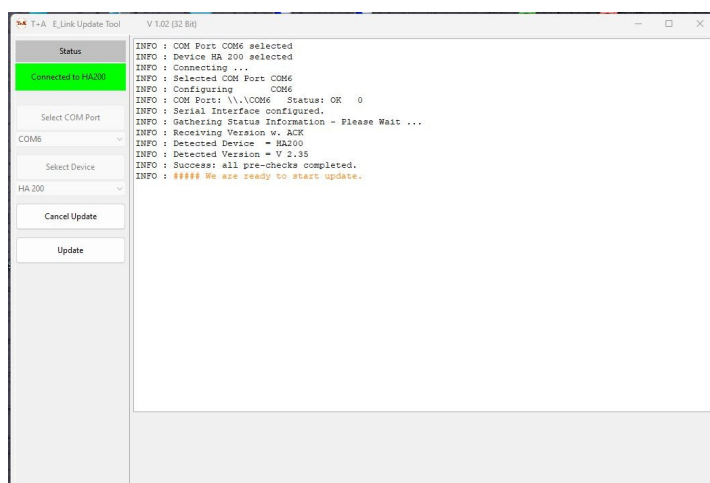 T+A T+A E_Link Update Tool V 1.02 (32 Bit)
Status
Connected to HA200
Select COM Port
COM6
Sekect Device
HA 200
Cancel Update
Update
INFO : COM Port COM6 selected
INFO : Device HA 200 selected
INFO : Connecting ...
INFO : Selected COM Port COM6
INFO : Configuring COM6
INFO : COM Port: \\.\COM6 Status: OK 0
INFO : Serial Interface configured.
INFO : Gathering Status Information - Please Wait ...
INFO : Receiving Version w. ACK
INFO : Detected Device = HA200
INFO : Detected Version = V 2.35
INFO : Success: all pre-checks completed.
INFO : ##### We are ready to start update.